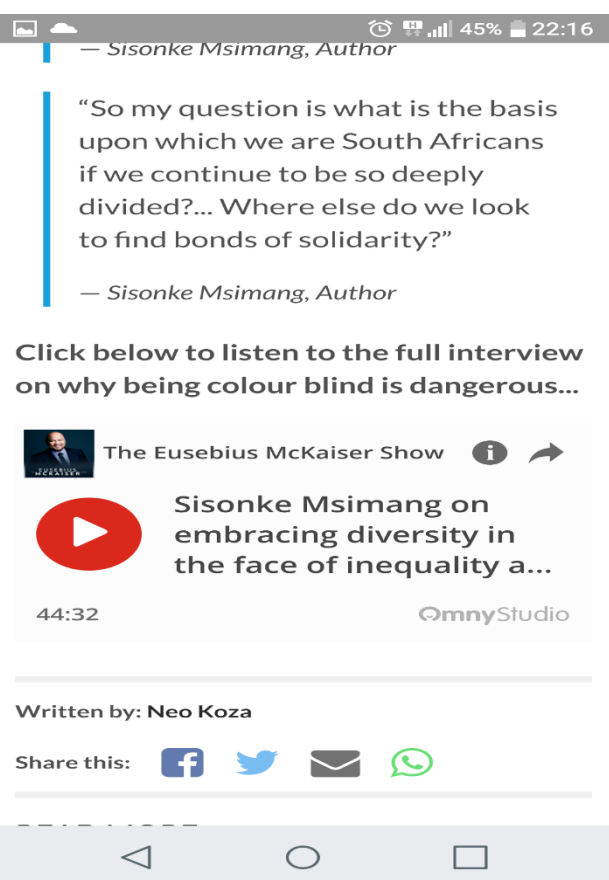 H 45% 22:16
— Sisonke Msimang, Author
“So my question is what is the basis
upon which we are South Africans
if we continue to be so deeply
divided?... Where else do we look
to find bonds of solidarity?”
— Sisonke Msimang, Author
Click below to listen to the full interview
on why being colour blind is dangerous...
EUSEBIUS
MCKAISER
The Eusebius McKaiser Show
Sisonke Msimang on
embracing diversity in
the face of inequality a...
44:32
OmnyStudio
Written by: Neo Koza
Share this:
READ MORE